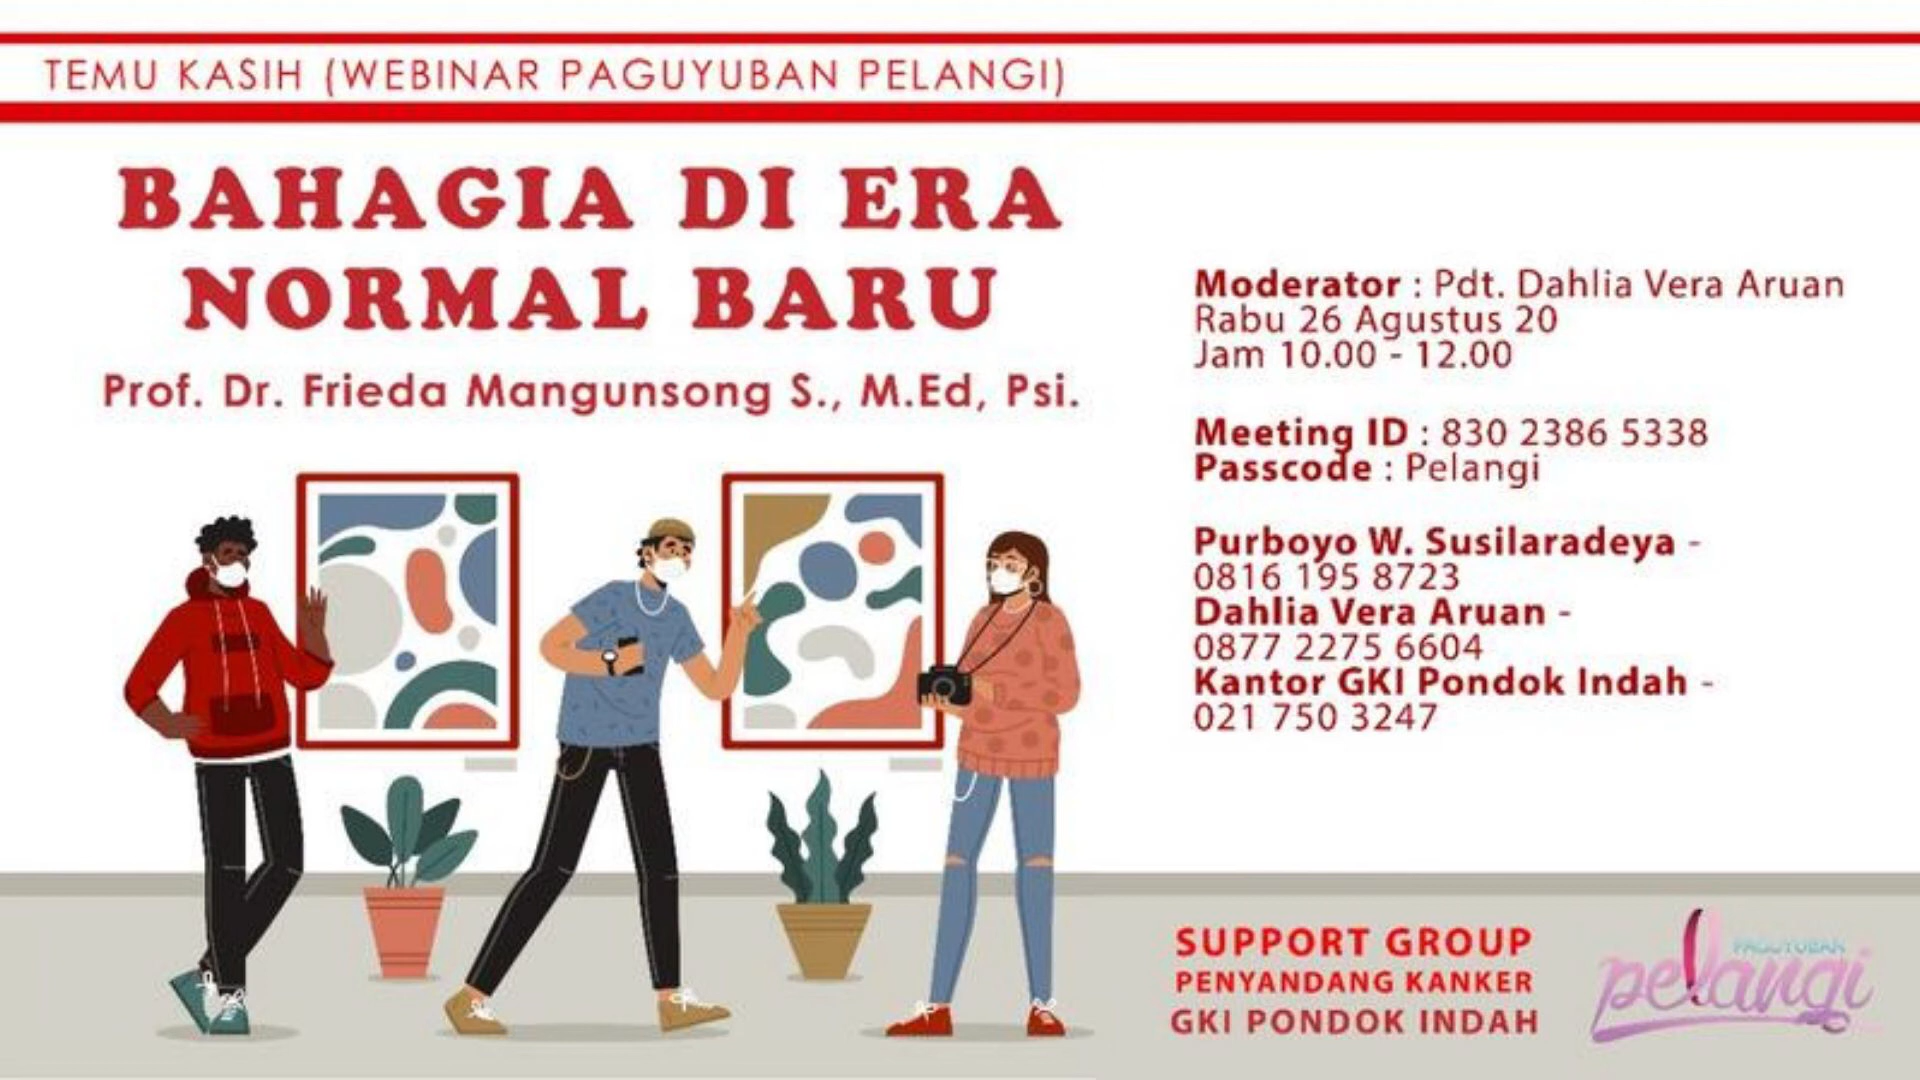 TEMU KASIH (WEBINAR PAGUYUBAN PELANGI)
BAHAGIA DI ERA
NORMAL BARU
Prof. Dr. Frieda Mangunsong S., M.Ed, Psi.
Moderator : Pdt. Dahlia Vera Aruan
Rabu 26 Agustus 20
Jam 10.00 - 12.00
Meeting ID : 830 2386 5338
Passcode : Pelangi
Purboyo W. Susilaradeya -
0816 195 8723
Dahlia Vera Aruan -
0877 2275 6604
Kantor GKI Pondok Indah -
021 750 3247
SUPPORT GROUP
PENYANDANG KANKER
GKI PONDOK INDAH
PAGUYUBAN
pelangi